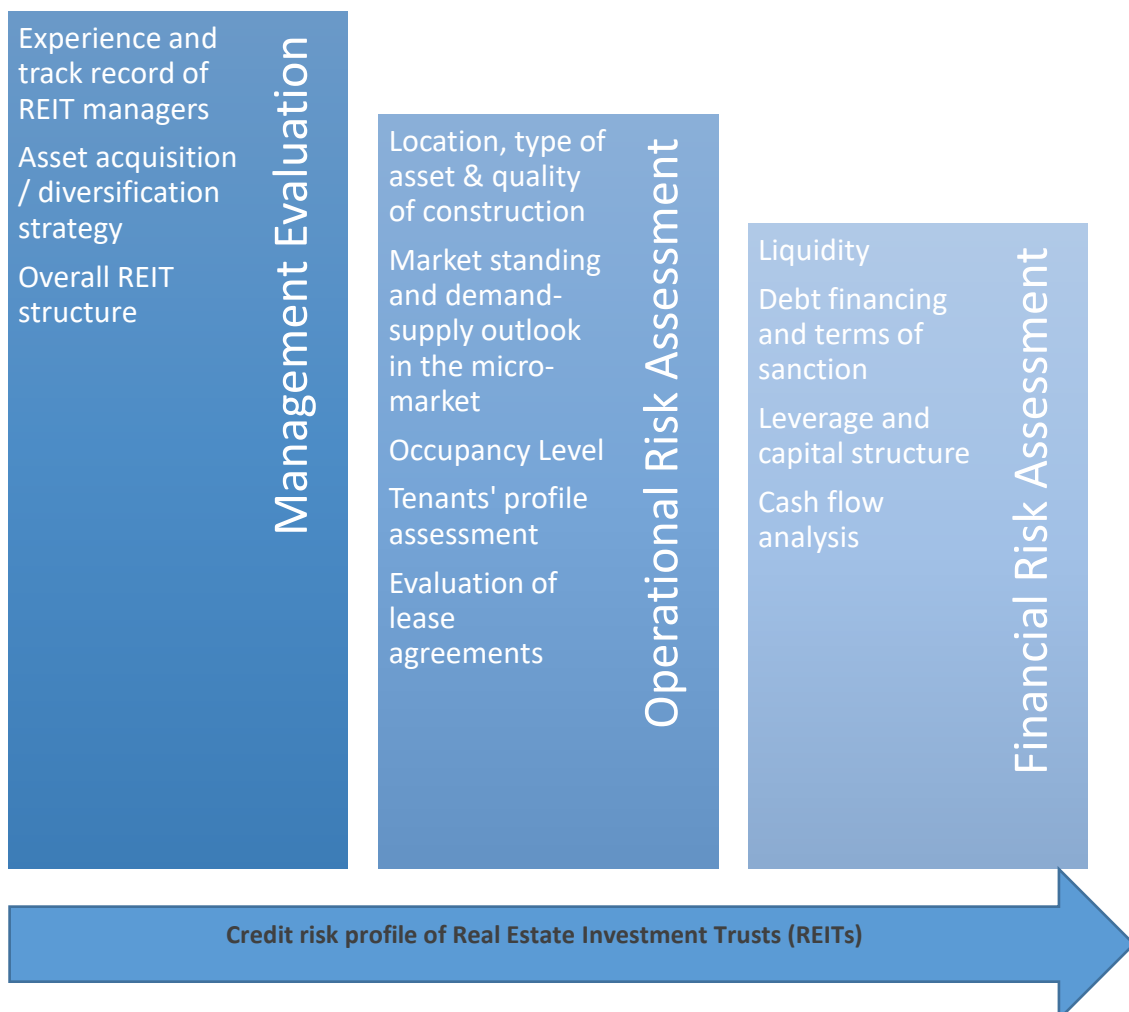 Experience and
track record of
REIT managers
Asset acquisition
/ diversification
strategy
Overall REIT
structure
Management Evaluation
Location, type of
asset & quality
of construction
Market standing
and demand-
supply outlook
in the micro-
market
Occupancy Level
Tenants' profile
assessment
Evaluation of
lease
agreements
Operational Risk Assessment
Liquidity
Debt financing
and terms of
sanction
Leverage and
capital structure
Cash flow
analysis
Financial Risk Assessment
Credit risk profile of Real Estate Investment Trusts (REITs)